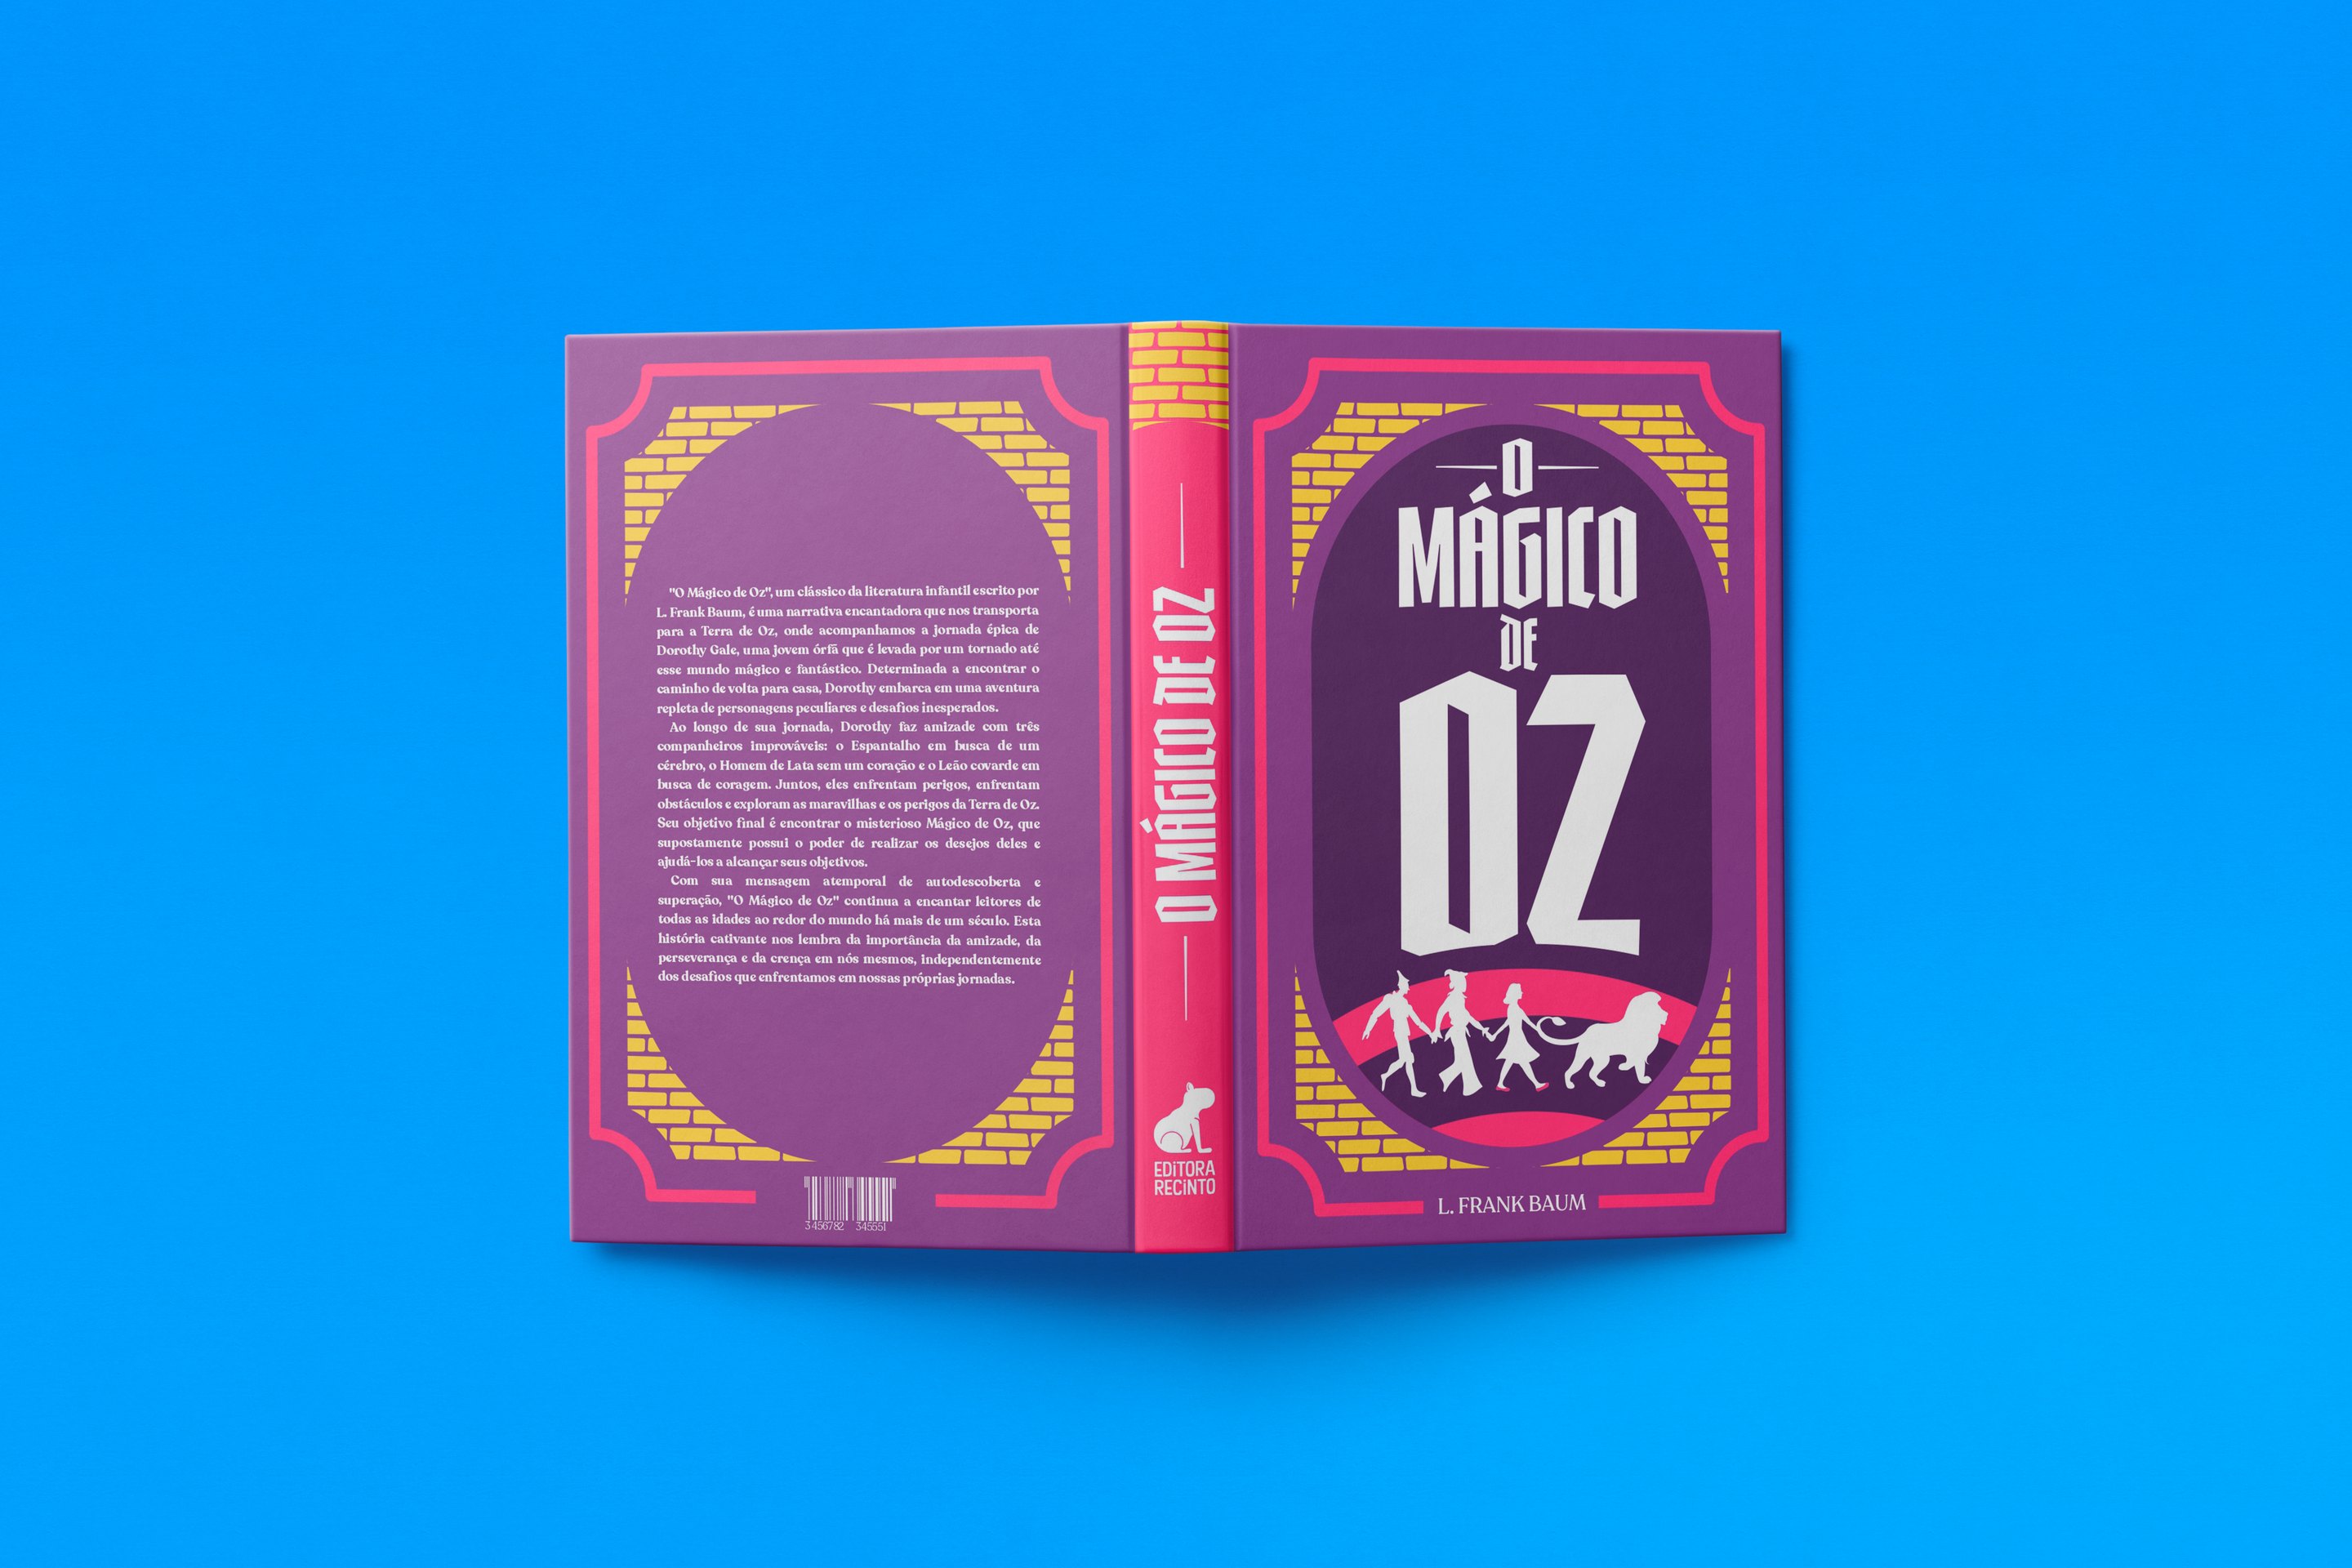 "O Mágico de Oz", um clássico da literatura infantil escrito por
L. Frank Baum, é uma narrativa encantadora que nos transporta
para a Terra de Oz, onde acompanhamos a jornada épica de
Dorothy Gale, uma jovem órfã que é levada por um tornado até
esse mundo mágico e fantástico. Determinada a encontrar o
caminho de volta para casa, Dorothy embarca em uma aventura
repleta de personagens peculiares e desafios inesperados.
Ao longo de sua jornada, Dorothy faz amizade com três
companheiros improváveis: o Espantalho em busca de um
cérebro, o Homem de Lata sem um coração e o Leão covarde em
busca de coragem. Juntos, eles enfrentam perigos, enfrentam
obstáculos e exploram as maravilhas e os perigos da Terra de Oz.
Seu objetivo final é encontrar o misterioso Mágico de Oz, que
supostamente possui o poder de realizar os desejos deles e
ajudá-los a alcançar seus objetivos.
Com sua mensagem atemporal de autodescoberta e
superação, "O Mágico de Oz" continua a encantar leitores de
todas as idades ao redor do mundo há mais de um século. Esta
história cativante nos lembra da importância da amizade, da
perseverança e da crença em nós mesmos, independentemente
dos desafios que enfrentamos em nossas próprias jornadas.
3 456782 345551
O MÁGICO DE OZ
EDITORA
RECINTO
O
MÁGICO
DE
OZ
L. FRANK BAUM